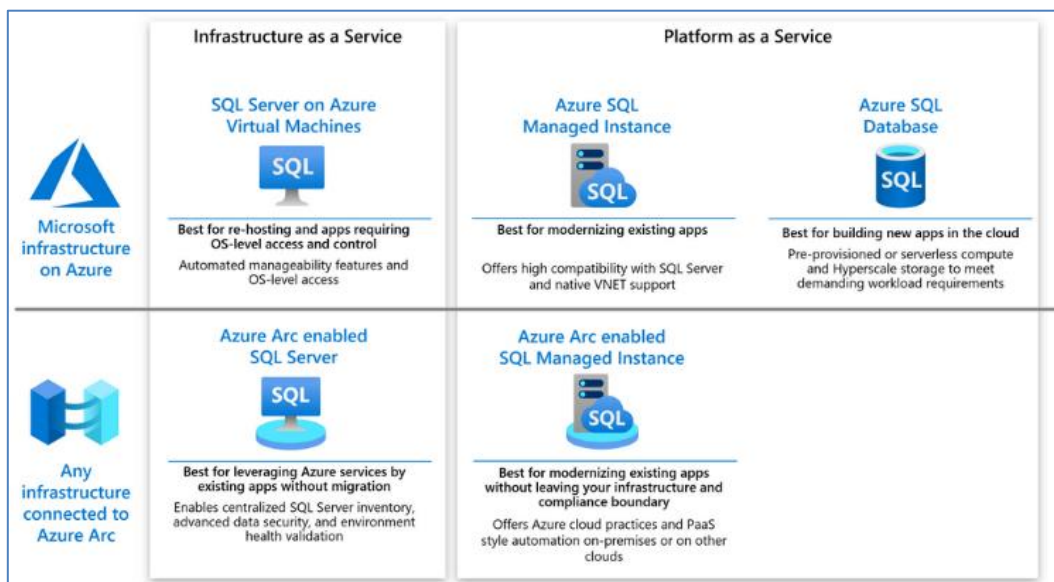 Infrastructure as a Service
Platform as a Service
SQL Server on Azure
Virtual Machines
SQL
Best for re-hosting and apps requiring
OS-level access and control
Automated manageability features and
OS-level access
Azure SQL
Managed Instance
SQL
Best for modernizing existing apps
Offers high compatibility with SQL Server
and native VNET support
Azure SQL
Database
SQL
Best for building new apps in the cloud
Pre-provisioned or serverless compute
and Hyperscale storage to meet
demanding workload requirements
Microsoft
infrastructure
on Azure
Azure Arc enabled
SQL Server
SQL
Best for leveraging Azure services by
existing apps without migration
Enables centralized SQL Server inventory,
advanced data security, and environment
health validation
Azure Arc enabled
SQL Managed Instance
SQL
Best for modernizing existing apps
without leaving your infrastructure and
compliance boundary
Offers Azure cloud practices and PaaS
style automation on-premises or on other
clouds
Any
infrastructure
connected to
Azure Arc